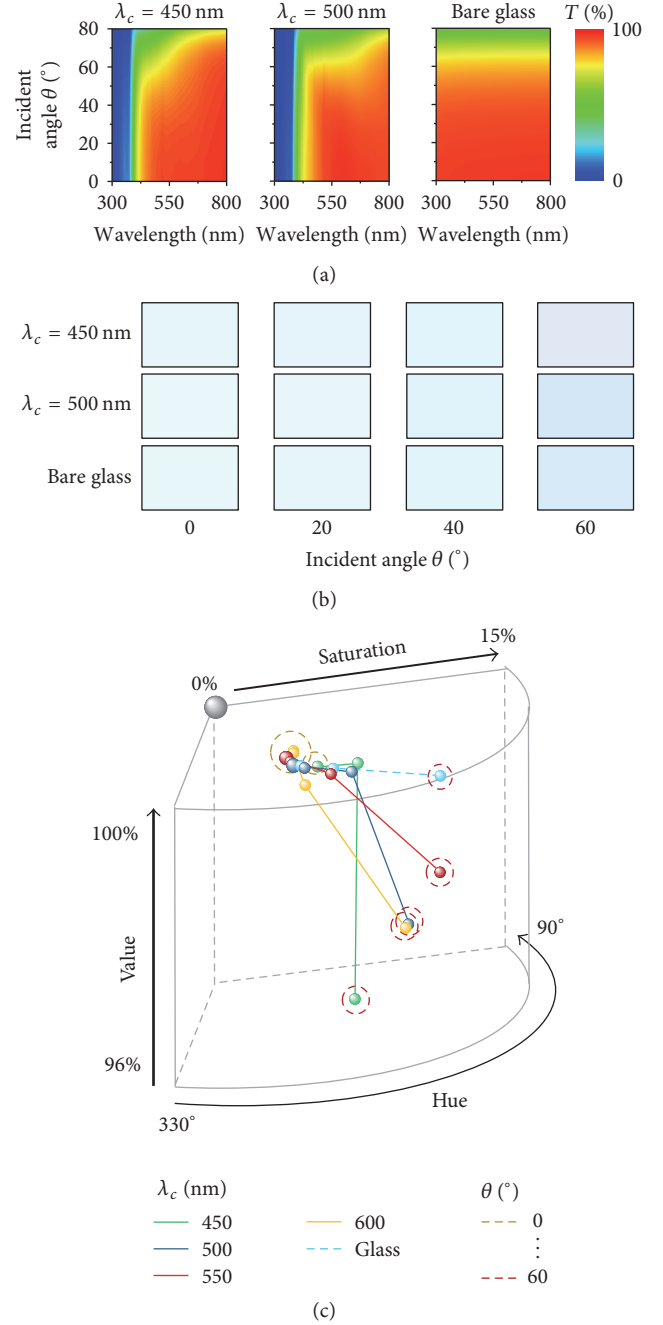 λc = 450 nm λc = 500 nm Bare glass T (%)
80 100
60
40
20
0 0
Incident angle θ (°)
300 550 800 300 550 800 300 550 800
Wavelength (nm) Wavelength (nm) Wavelength (nm)
(a)
λc = 450 nm
λc = 500 nm
Bare glass
0 20 40 60
Incident angle θ (°)
(b)
15%
Saturation
0%
100%
Value
90°
96%
Hue
330°
λc (nm) θ (°)
450 600 0
500 Glass ⋮
550 60
(c)